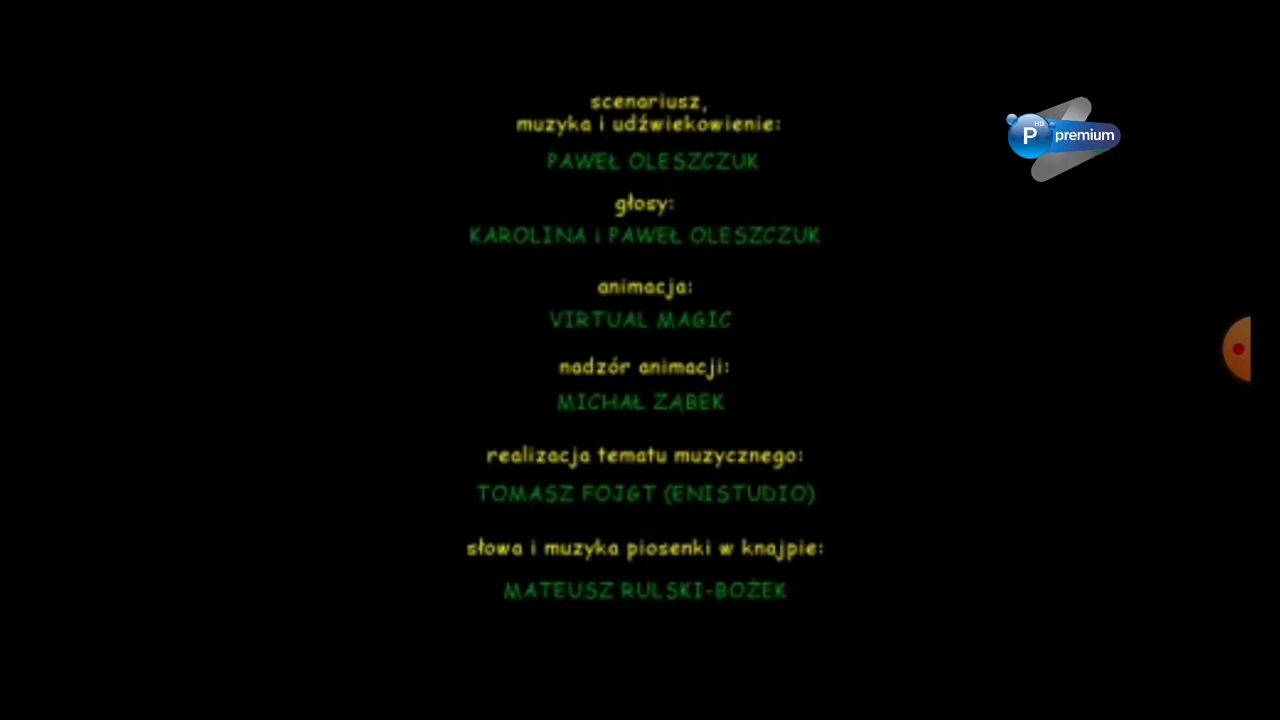 scenariusz,
muzyka i udźwiekowienie:
PAWEŁ OLESZCZUK
głosy:
KAROLINA i PAWEŁ OLESZCZUK
animacja:
VIRTUAL MAGIC
nadzór animacji:
MICHAŁ ZĄBEK
realizacja tematu muzycznego:
TOMASZ FOJGT (ENISTUDIO)
słowa i muzyka piosenki w knajpie:
MATEUSZ RULSKI-BOŻEK
HD
P premium